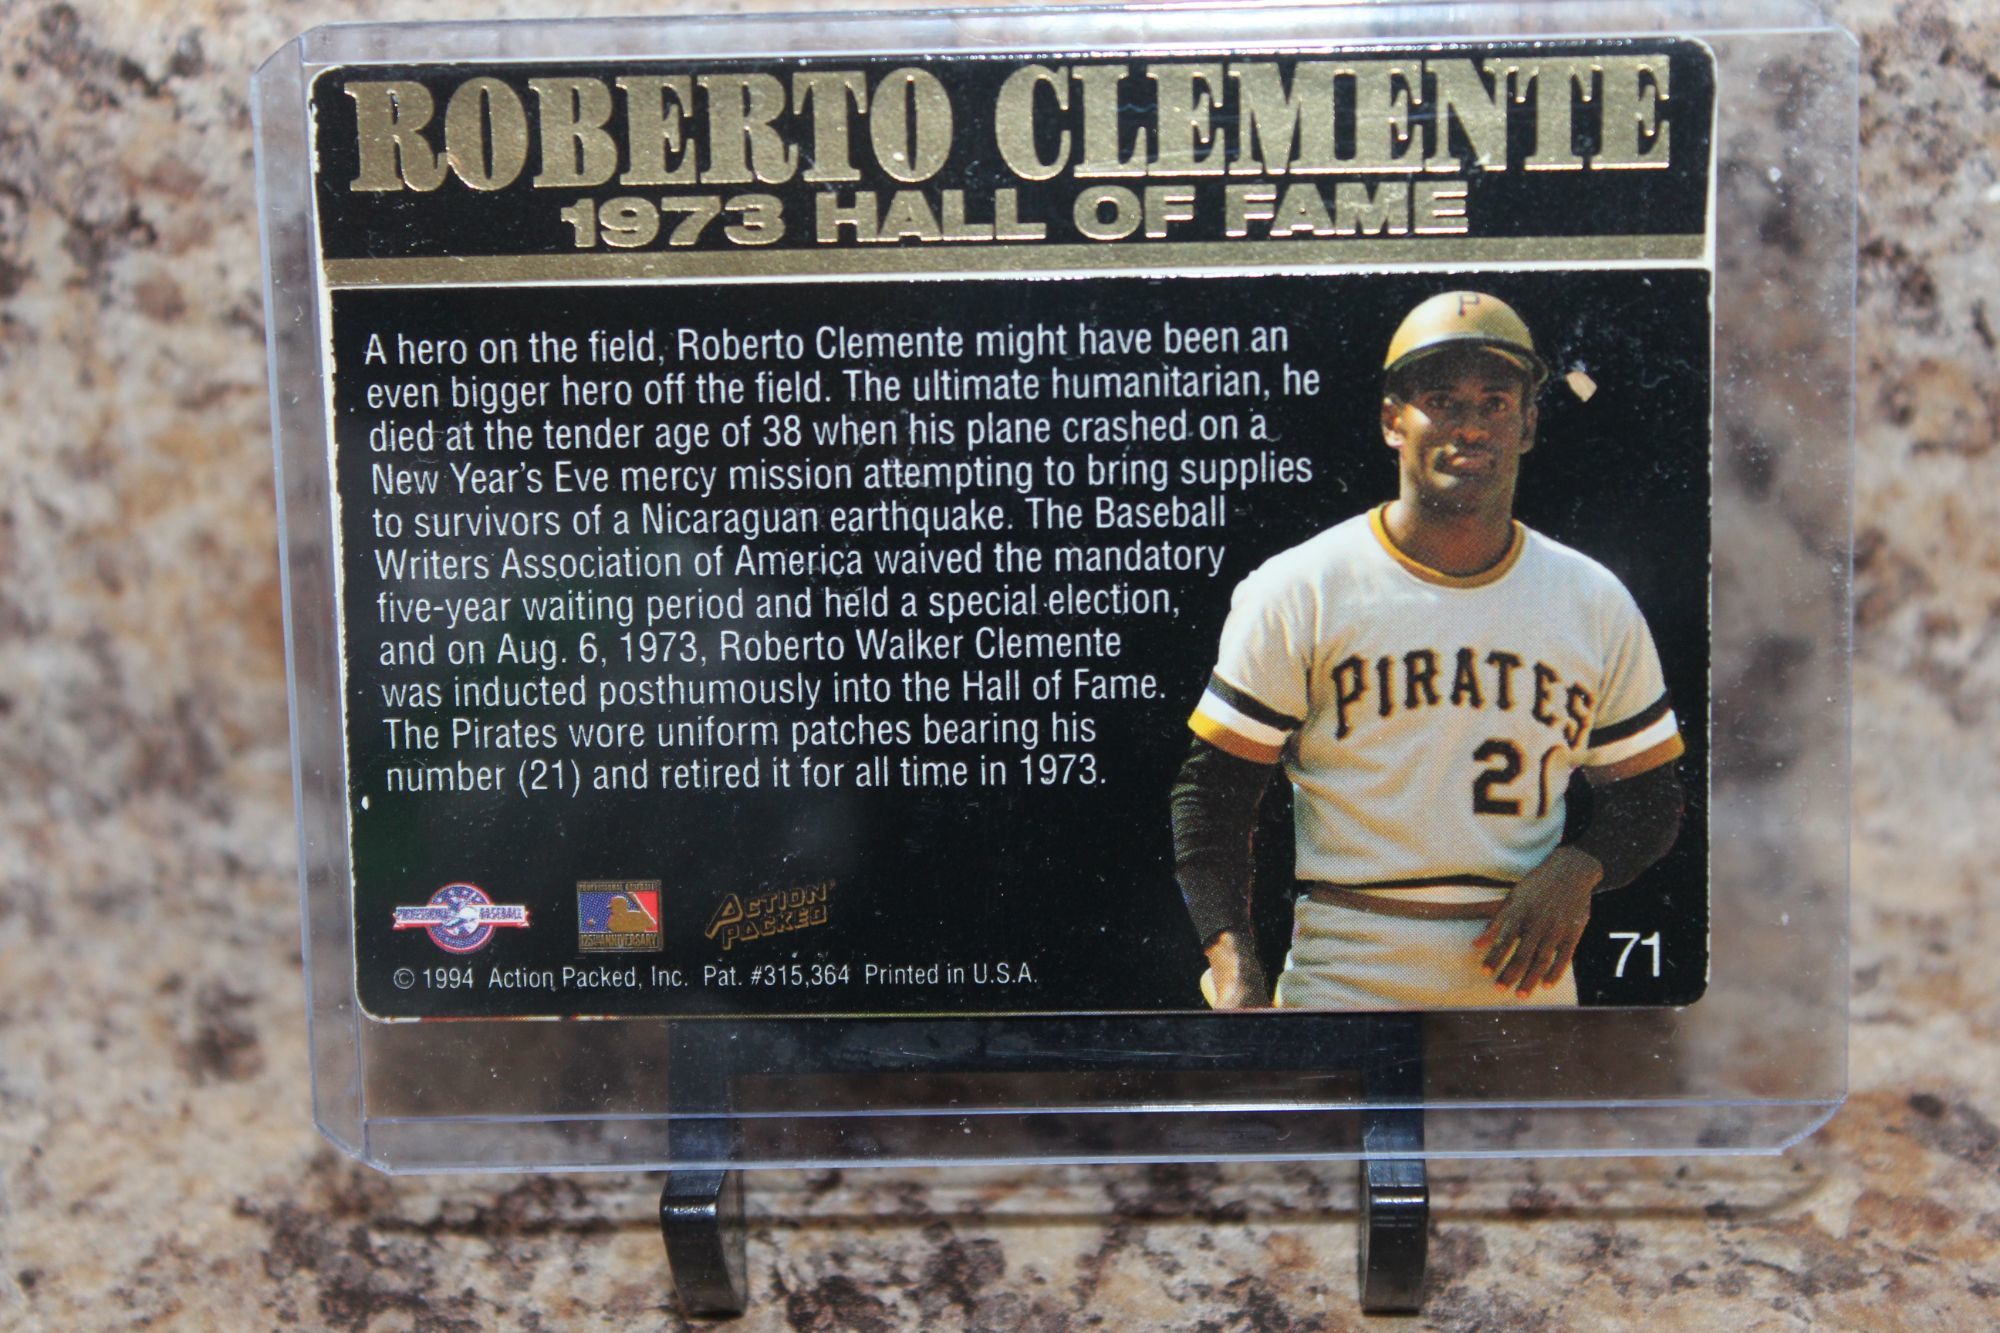 ROBERTO CLEMENTE
1973 HALL OF FAME
A hero on the field, Roberto Clemente might have been an
even bigger hero off the field. The ultimate humanitarian, he
died at the tender age of 38 when his plane crashed on a
New Year's Eve mercy mission attempting to bring supplies
to survivors of a Nicaraguan earthquake. The Baseball
Writers Association of America waived the mandatory
five-year waiting period and held a special election,
and on Aug. 6, 1973, Roberto Walker Clemente
was inducted posthumously into the Hall of Fame.
The Pirates wore uniform patches bearing his
number (21) and retired it for all time in 1973.
P
PIRATES
21
PROFESSIONAL BASEBALL
PROFESSIONAL BASEBALL
125TH ANNIVERSARY
ACTION
PACKED
71
© 1994 Action Packed, Inc. Pat. #315,364 Printed in U.S.A.